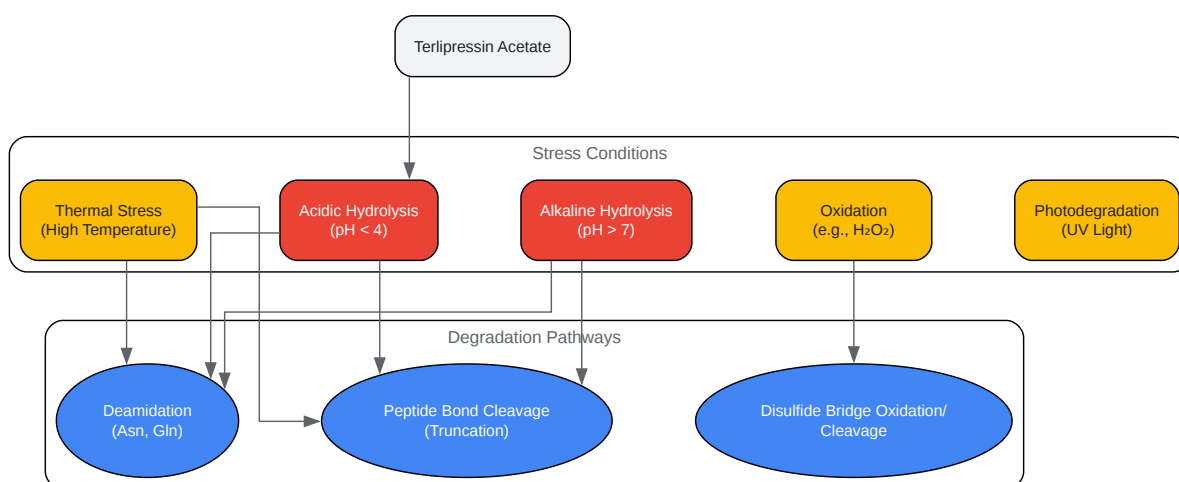 Terlipressin Acetate
Stress Conditions
Thermal Stress
(High Temperature)
Acidic Hydrolysis
(pH < 4)
Alkaline Hydrolysis
(pH > 7)
Oxidation
(e.g., H₂O₂)
Photodegradation
(UV Light)
Degradation Pathways
Deamidation
(Asn, Gln)
Peptide Bond Cleavage
(Truncation)
Disulfide Bridge Oxidation/
Cleavage